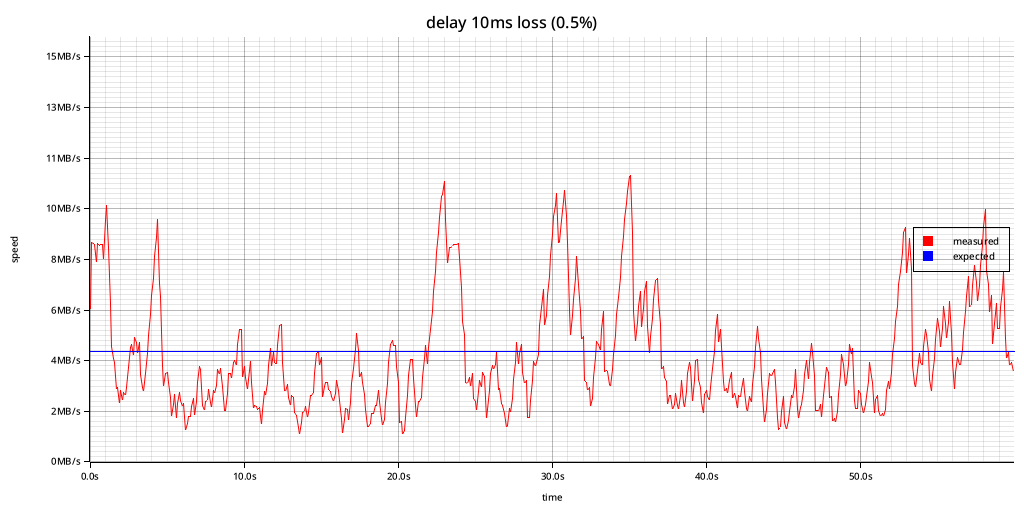 delay 10ms loss (0.5%)
15MB/s
13MB/s
11MB/s
10MB/s
8MB/s
6MB/s
4MB/s
2MB/s
0MB/s
speed
measured
expected
0.0s 10.0s 20.0s 30.0s 40.0s 50.0s
time